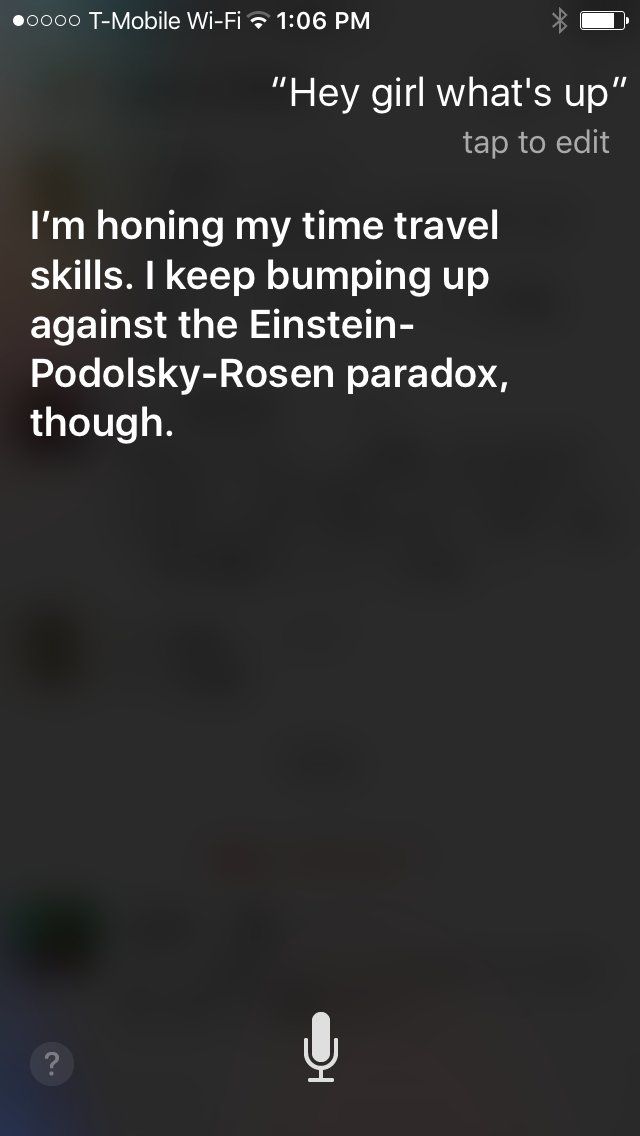 T-Mobile Wi-Fi 1:06 PM
“Hey girl what's up”
tap to edit
I’m honing my time travel
skills. I keep bumping up
against the Einstein-
Podolsky-Rosen paradox,
though.
?